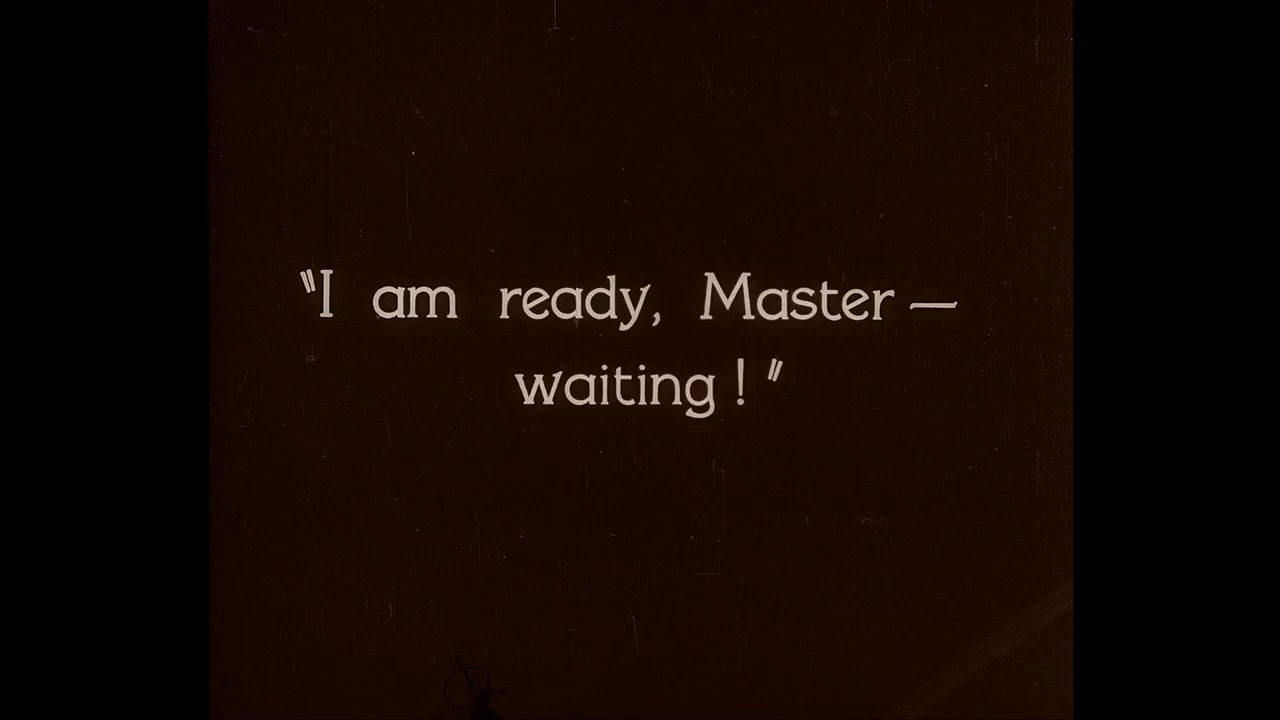 "I am ready, Master —
waiting ! "